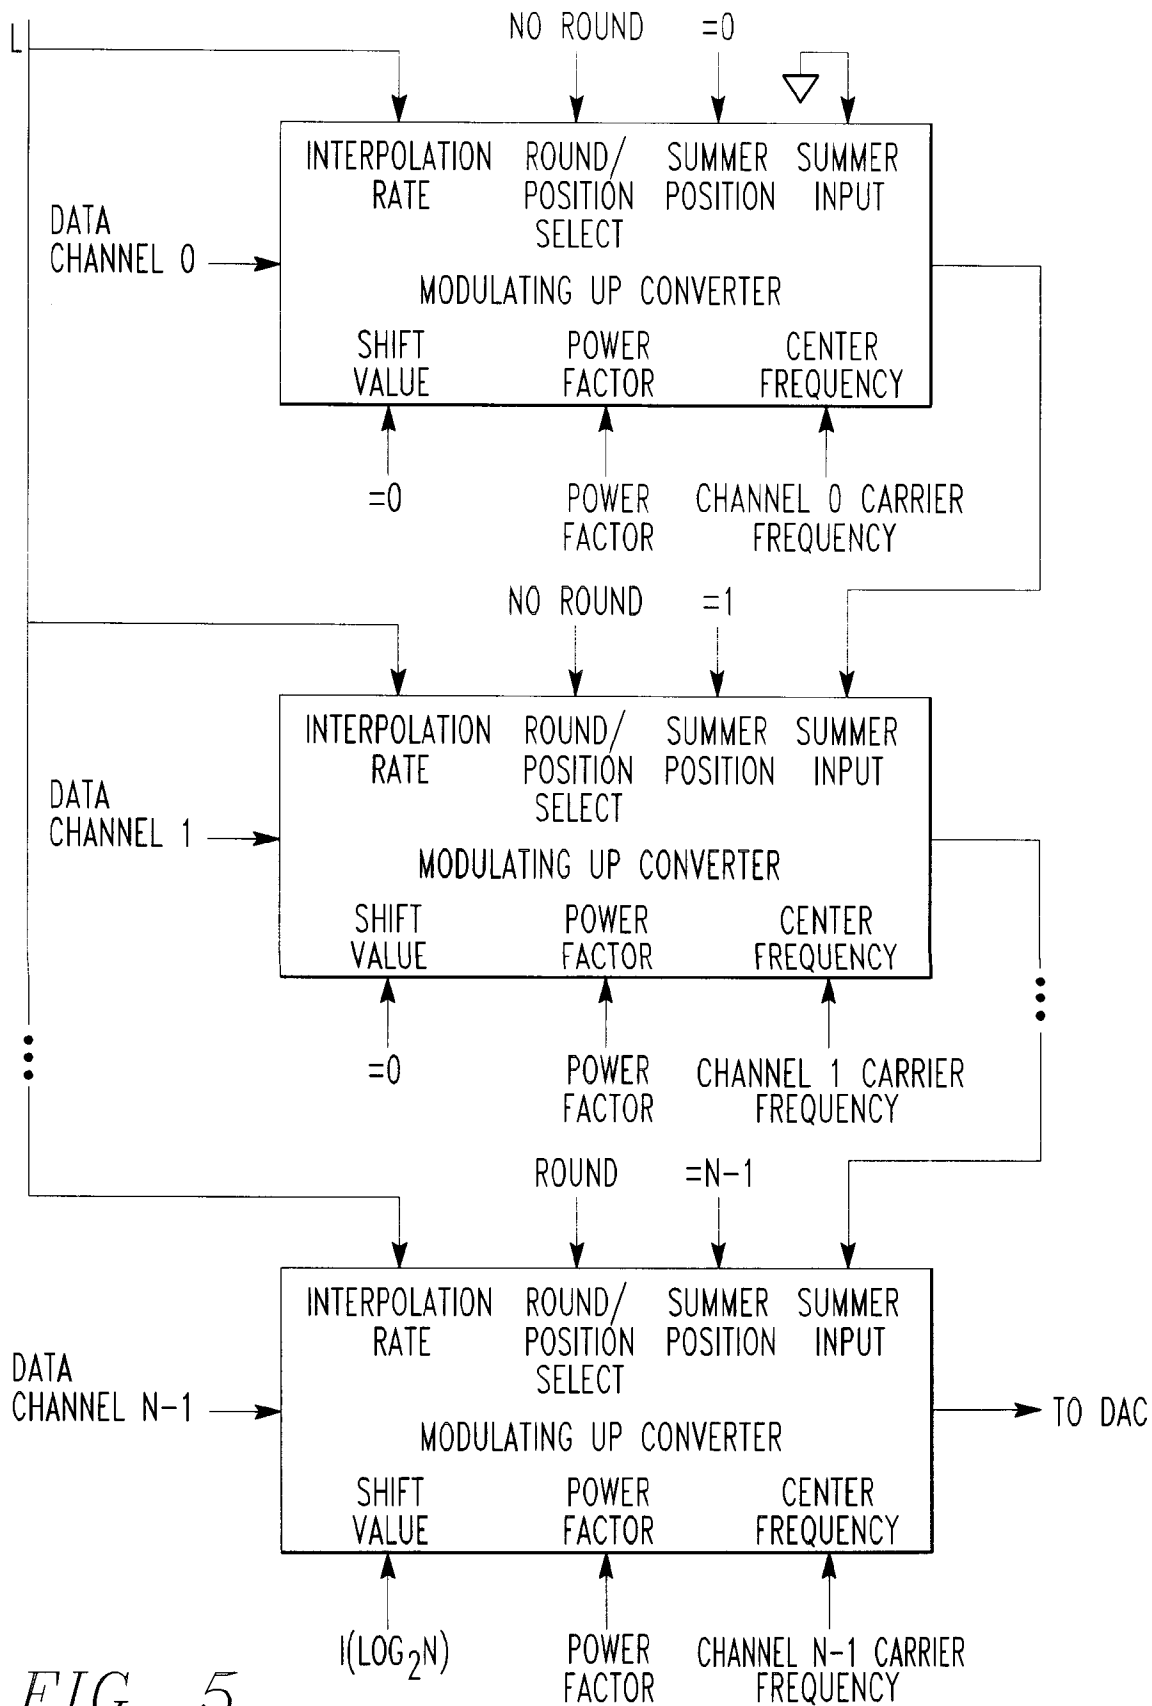 L
NO ROUND =0
INTERPOLATION RATE
ROUND/ POSITION SELECT
SUMMER POSITION
SUMMER INPUT
DATA CHANNEL 0
MODULATING UP CONVERTER
SHIFT VALUE
POWER FACTOR
CENTER FREQUENCY
=0
POWER FACTOR
CHANNEL 0 CARRIER FREQUENCY
NO ROUND =1
INTERPOLATION RATE
ROUND/ POSITION SELECT
SUMMER POSITION
SUMMER INPUT
DATA CHANNEL 1
MODULATING UP CONVERTER
SHIFT VALUE
POWER FACTOR
CENTER FREQUENCY
=0
POWER FACTOR
CHANNEL 1 CARRIER FREQUENCY
ROUND =N-1
INTERPOLATION RATE
ROUND/ POSITION SELECT
SUMMER POSITION
SUMMER INPUT
DATA CHANNEL N-1
MODULATING UP CONVERTER
TO DAC
SHIFT VALUE
POWER FACTOR
CENTER FREQUENCY
I(LOG2N)
POWER FACTOR
CHANNEL N-1 CARRIER FREQUENCY
FIG. 5